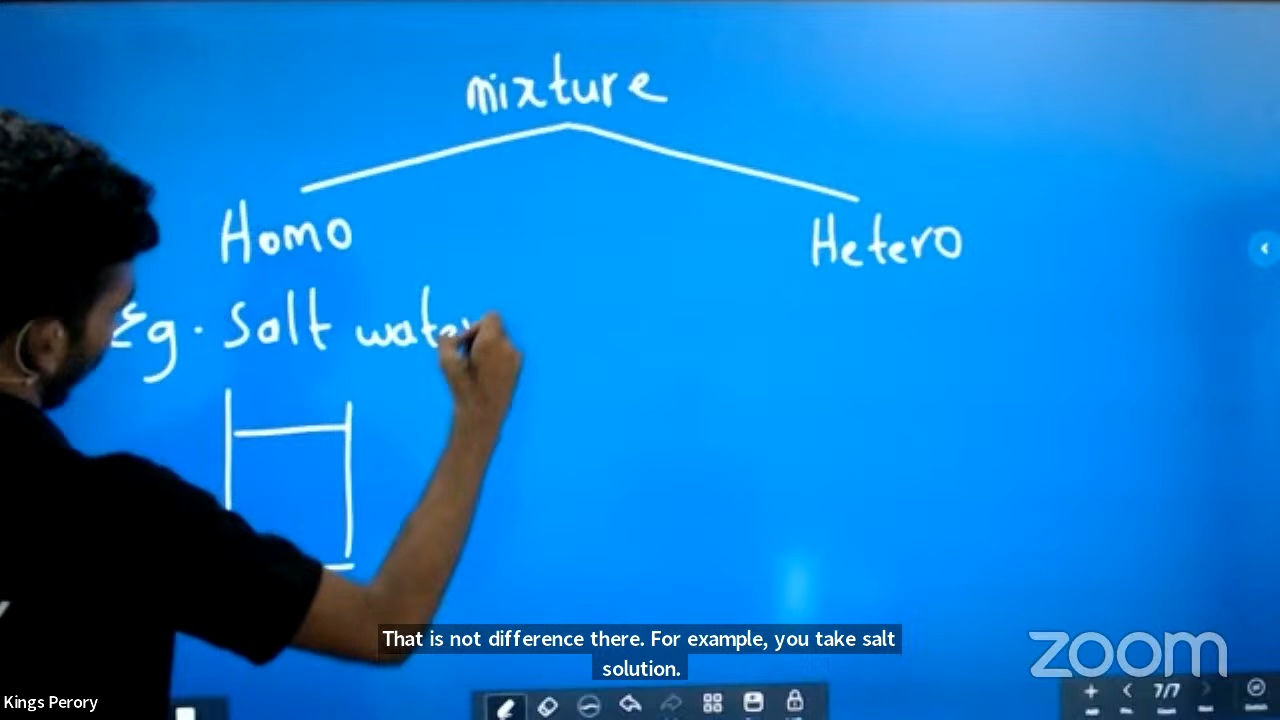 mixture
Homo
Hetero
Eg. Salt water
That is not difference there. For example, you take salt
solution.
zoom
7/7
Kings Perory